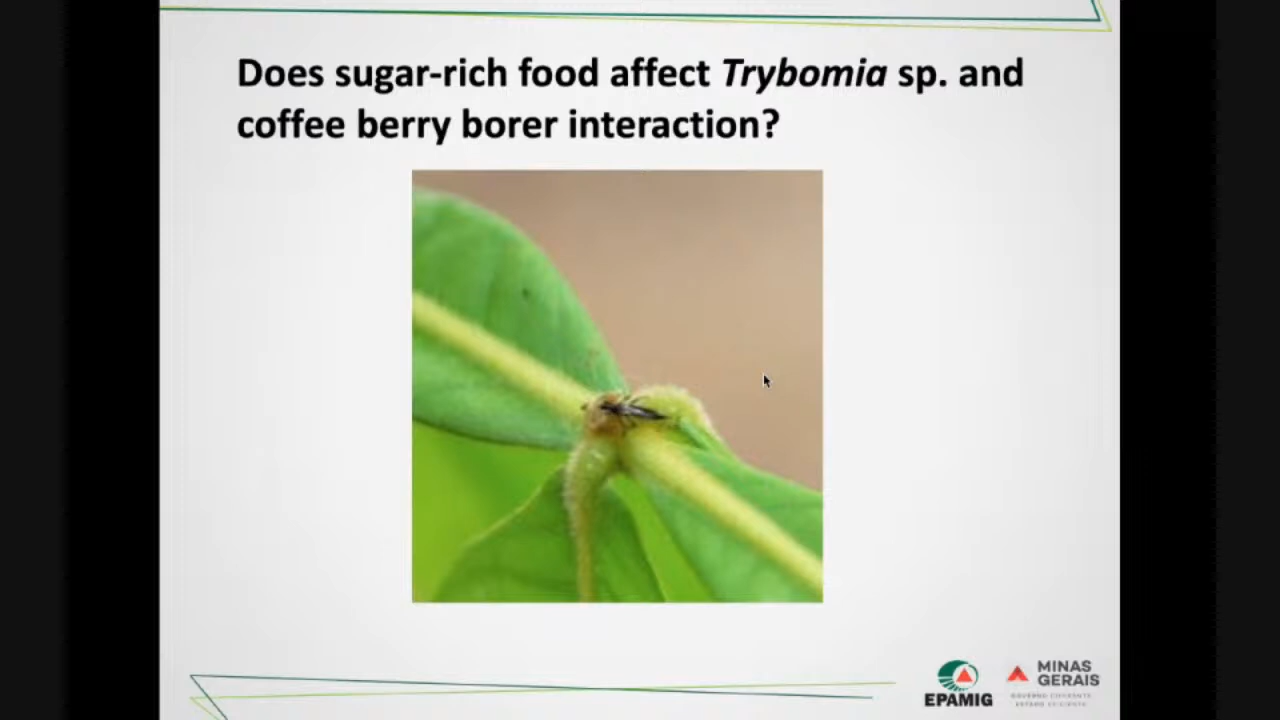 Does sugar-rich food affect Trybomia sp. and
coffee berry borer interaction?
EPAMIG
MINAS
GERAIS